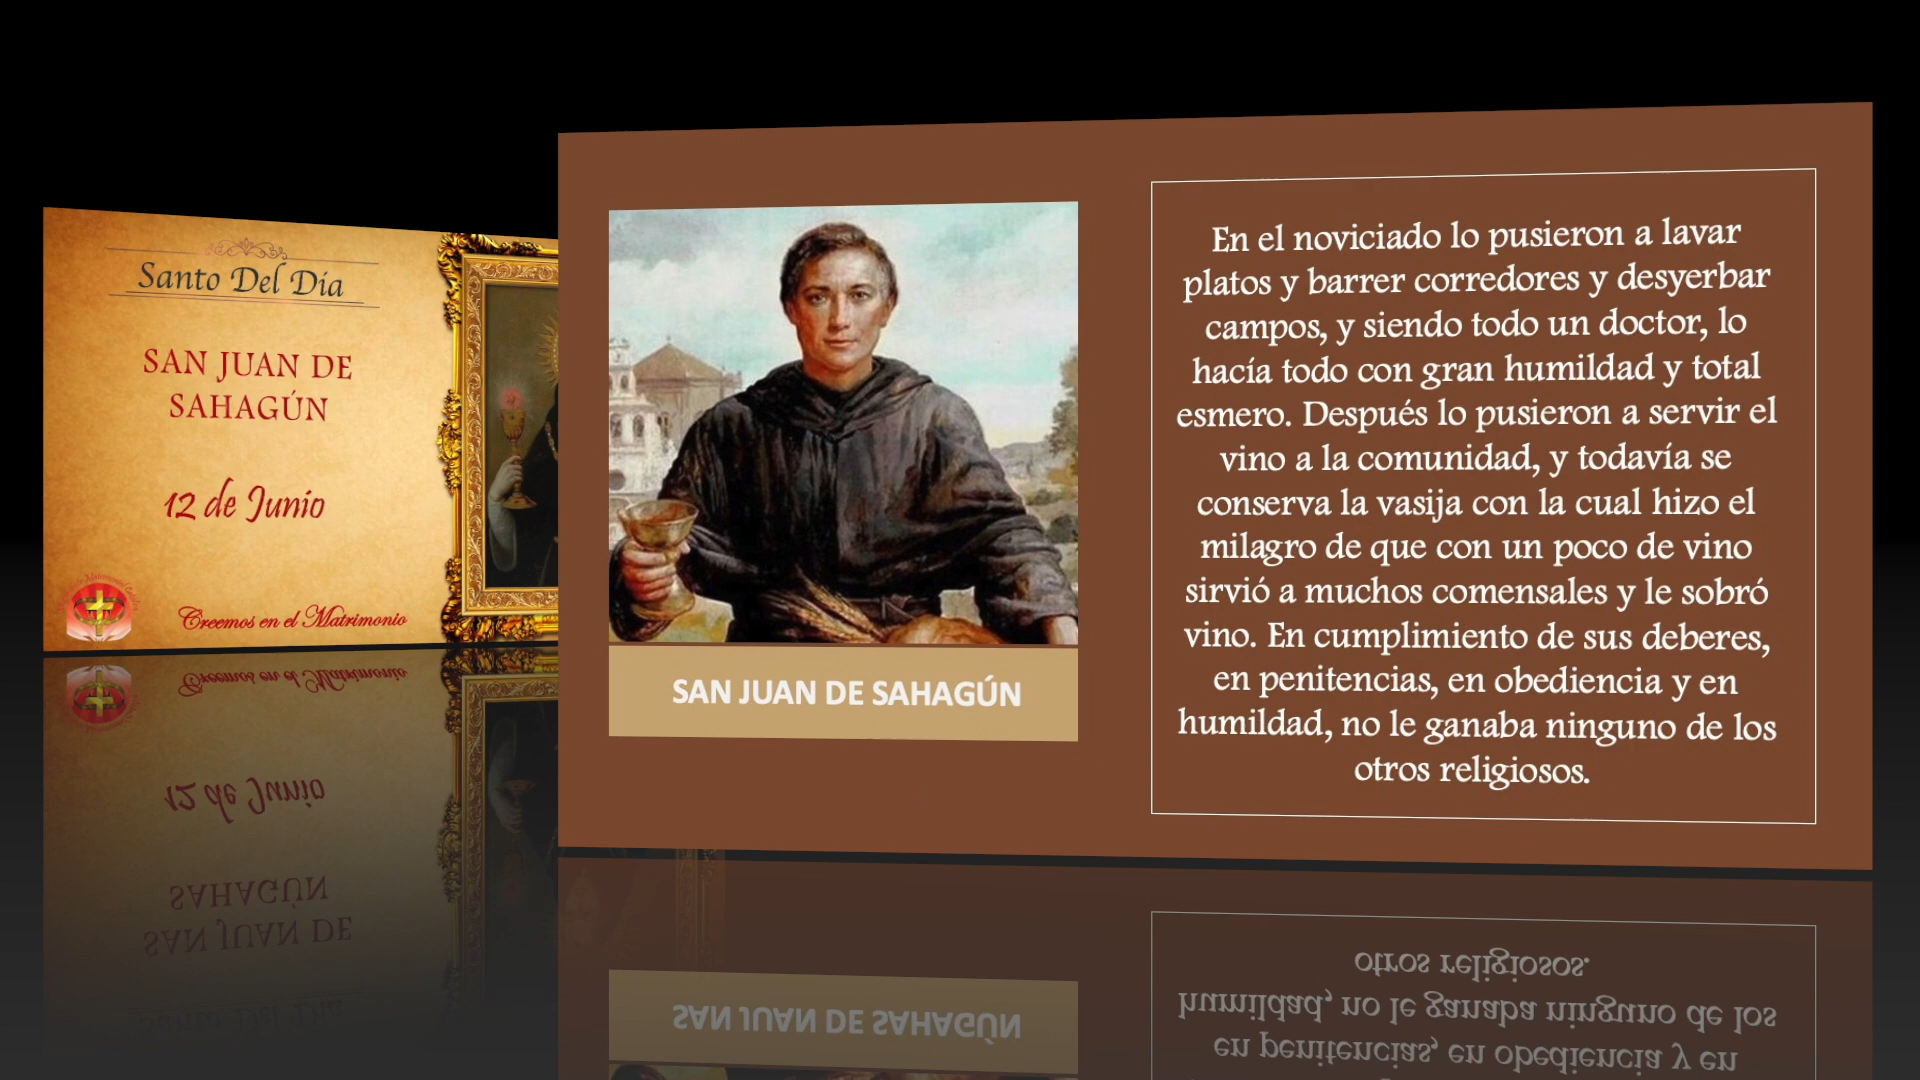 Santo Del Día
SAN JUAN DE
SAHAGÚN
12 de Junio
Creemos en el Matrimonio
SAN JUAN DE SAHAGÚN
En el noviciado lo pusieron a lavar
platos y barrer corredores y desyerbar
campos, y siendo todo un doctor, lo
hacía todo con gran humildad y total
esmero. Después lo pusieron a servir el
vino a la comunidad, y todavía se
conserva la vasija con la cual hizo el
milagro de que con un poco de vino
sirvió a muchos comensales y le sobró
vino. En cumplimiento de sus deberes,
en penitencias, en obediencia y en
humildad, no le ganaba ninguno de los
otros religiosos.